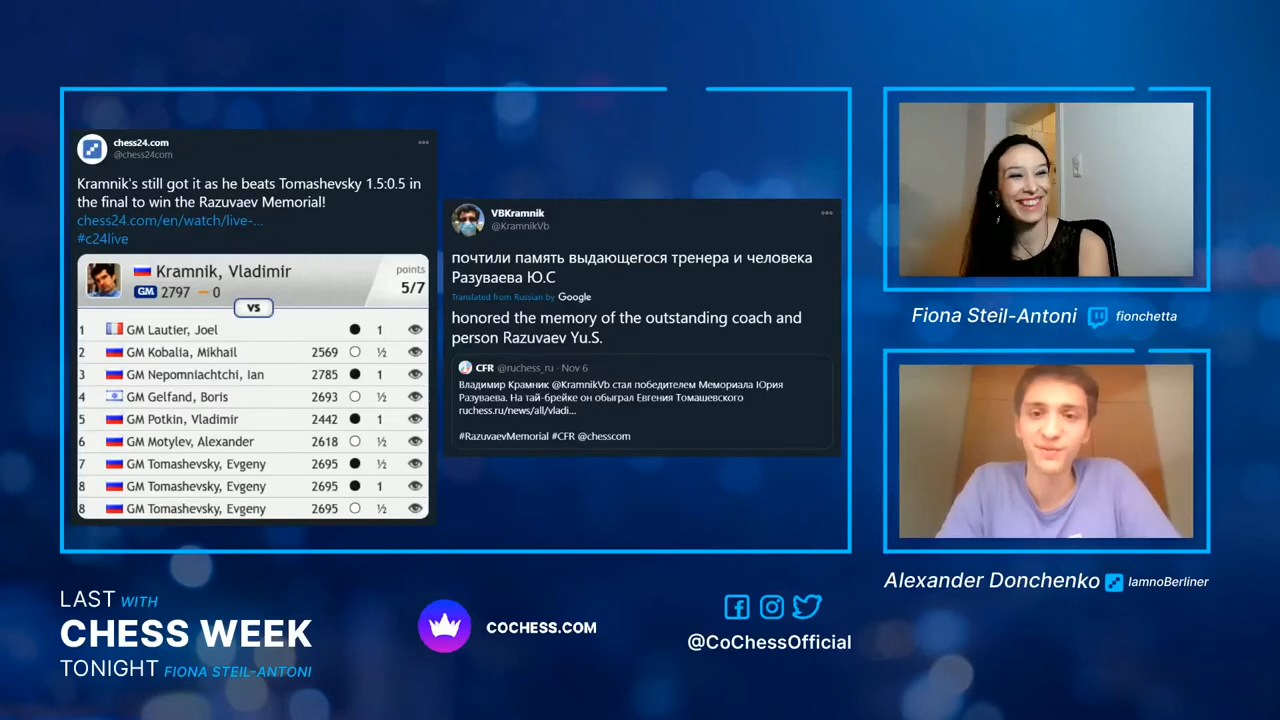 chess24.com
@chess24com
Kramnik's still got it as he beats Tomashevsky 1.5:0.5 in
the final to win the Razuvaev Memorial!
chess24.com/en/watch/live-...
#c24live
Kramnik, Vladimir
GM 2797 – 0
points
5/7
VS
1 GM Lautier, Joel 1
2 GM Kobalia, Mikhail 2569 ½
3 GM Nepomniachtchi, Ian 2785 1
4 GM Gelfand, Boris 2693 ½
5 GM Potkin, Vladimir 2442 1
6 GM Motylev, Alexander 2618 ½
7 GM Tomashevsky, Evgeny 2695 ½
8 GM Tomashevsky, Evgeny 2695 1
8 GM Tomashevsky, Evgeny 2695 ½
VBKramnik
@KramnikVb
почтили память выдающегося тренера и человека
Разуваева Ю.С
Translated from Russian by Google
honored the memory of the outstanding coach and
person Razuvaev Yu.S.
CFR @ruchess_ru · Nov 6
Владимир Крамник @KramnikVb стал победителем Мемориала Юрия
Разуваева. На тай-брейке он обыграл Евгения Томашевского
ruchess.ru/news/all/vladi...
#RazuvaevMemorial #CFR @chesscom
Fiona Steil-Antoni fionchetta
Alexander Donchenko IamnoBerliner
LAST WITH
CHESS WEEK
TONIGHT FIONA STEIL-ANTONI
COCHESS.COM
@CoChessOfficial